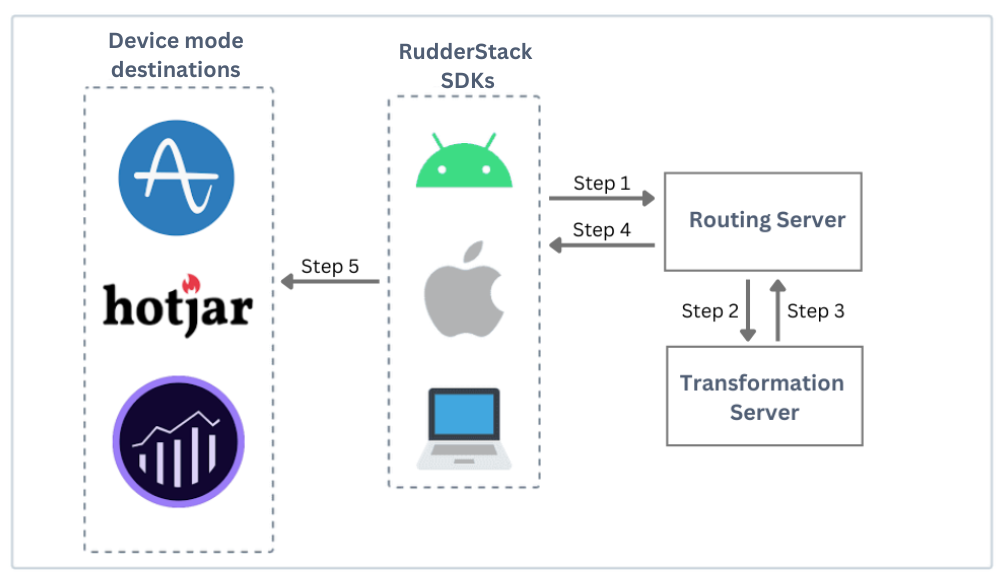 Device mode
destinations
RudderStack
SDKs
Step 1
Routing Server
Step 4
Step 5
hotjar
Step 2
Step 3
Transformation
Server